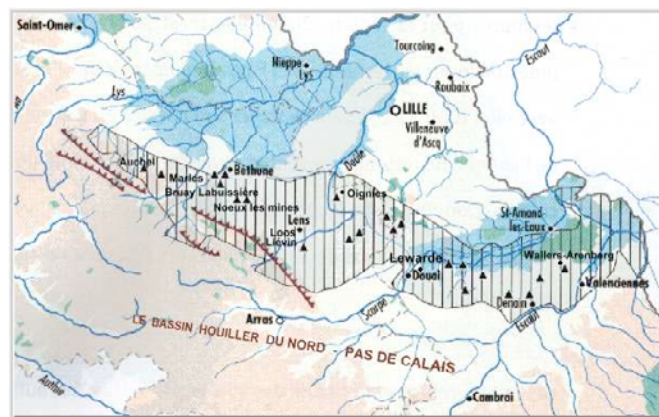 Saint-Omer
Tourcoing
Nieppe
Lys
Escaut
Roubaix
Aa
Lys
LILLE
Villeneuve
d'Ascq
Deule
Auchel
Marles
Béthune
Bruay Labuissière
Noeux les mines
Oignies
Lens
Loos
Liévin
St-Amand
les-Eaux
Lewarde
Douai
Wallers-Arenberg
Valenciennes
Denain
Scarpe
Escaut
Arras
LE BASSIN HOUILLER DU NORD - PAS DE CALAIS
Authie
Cambrai